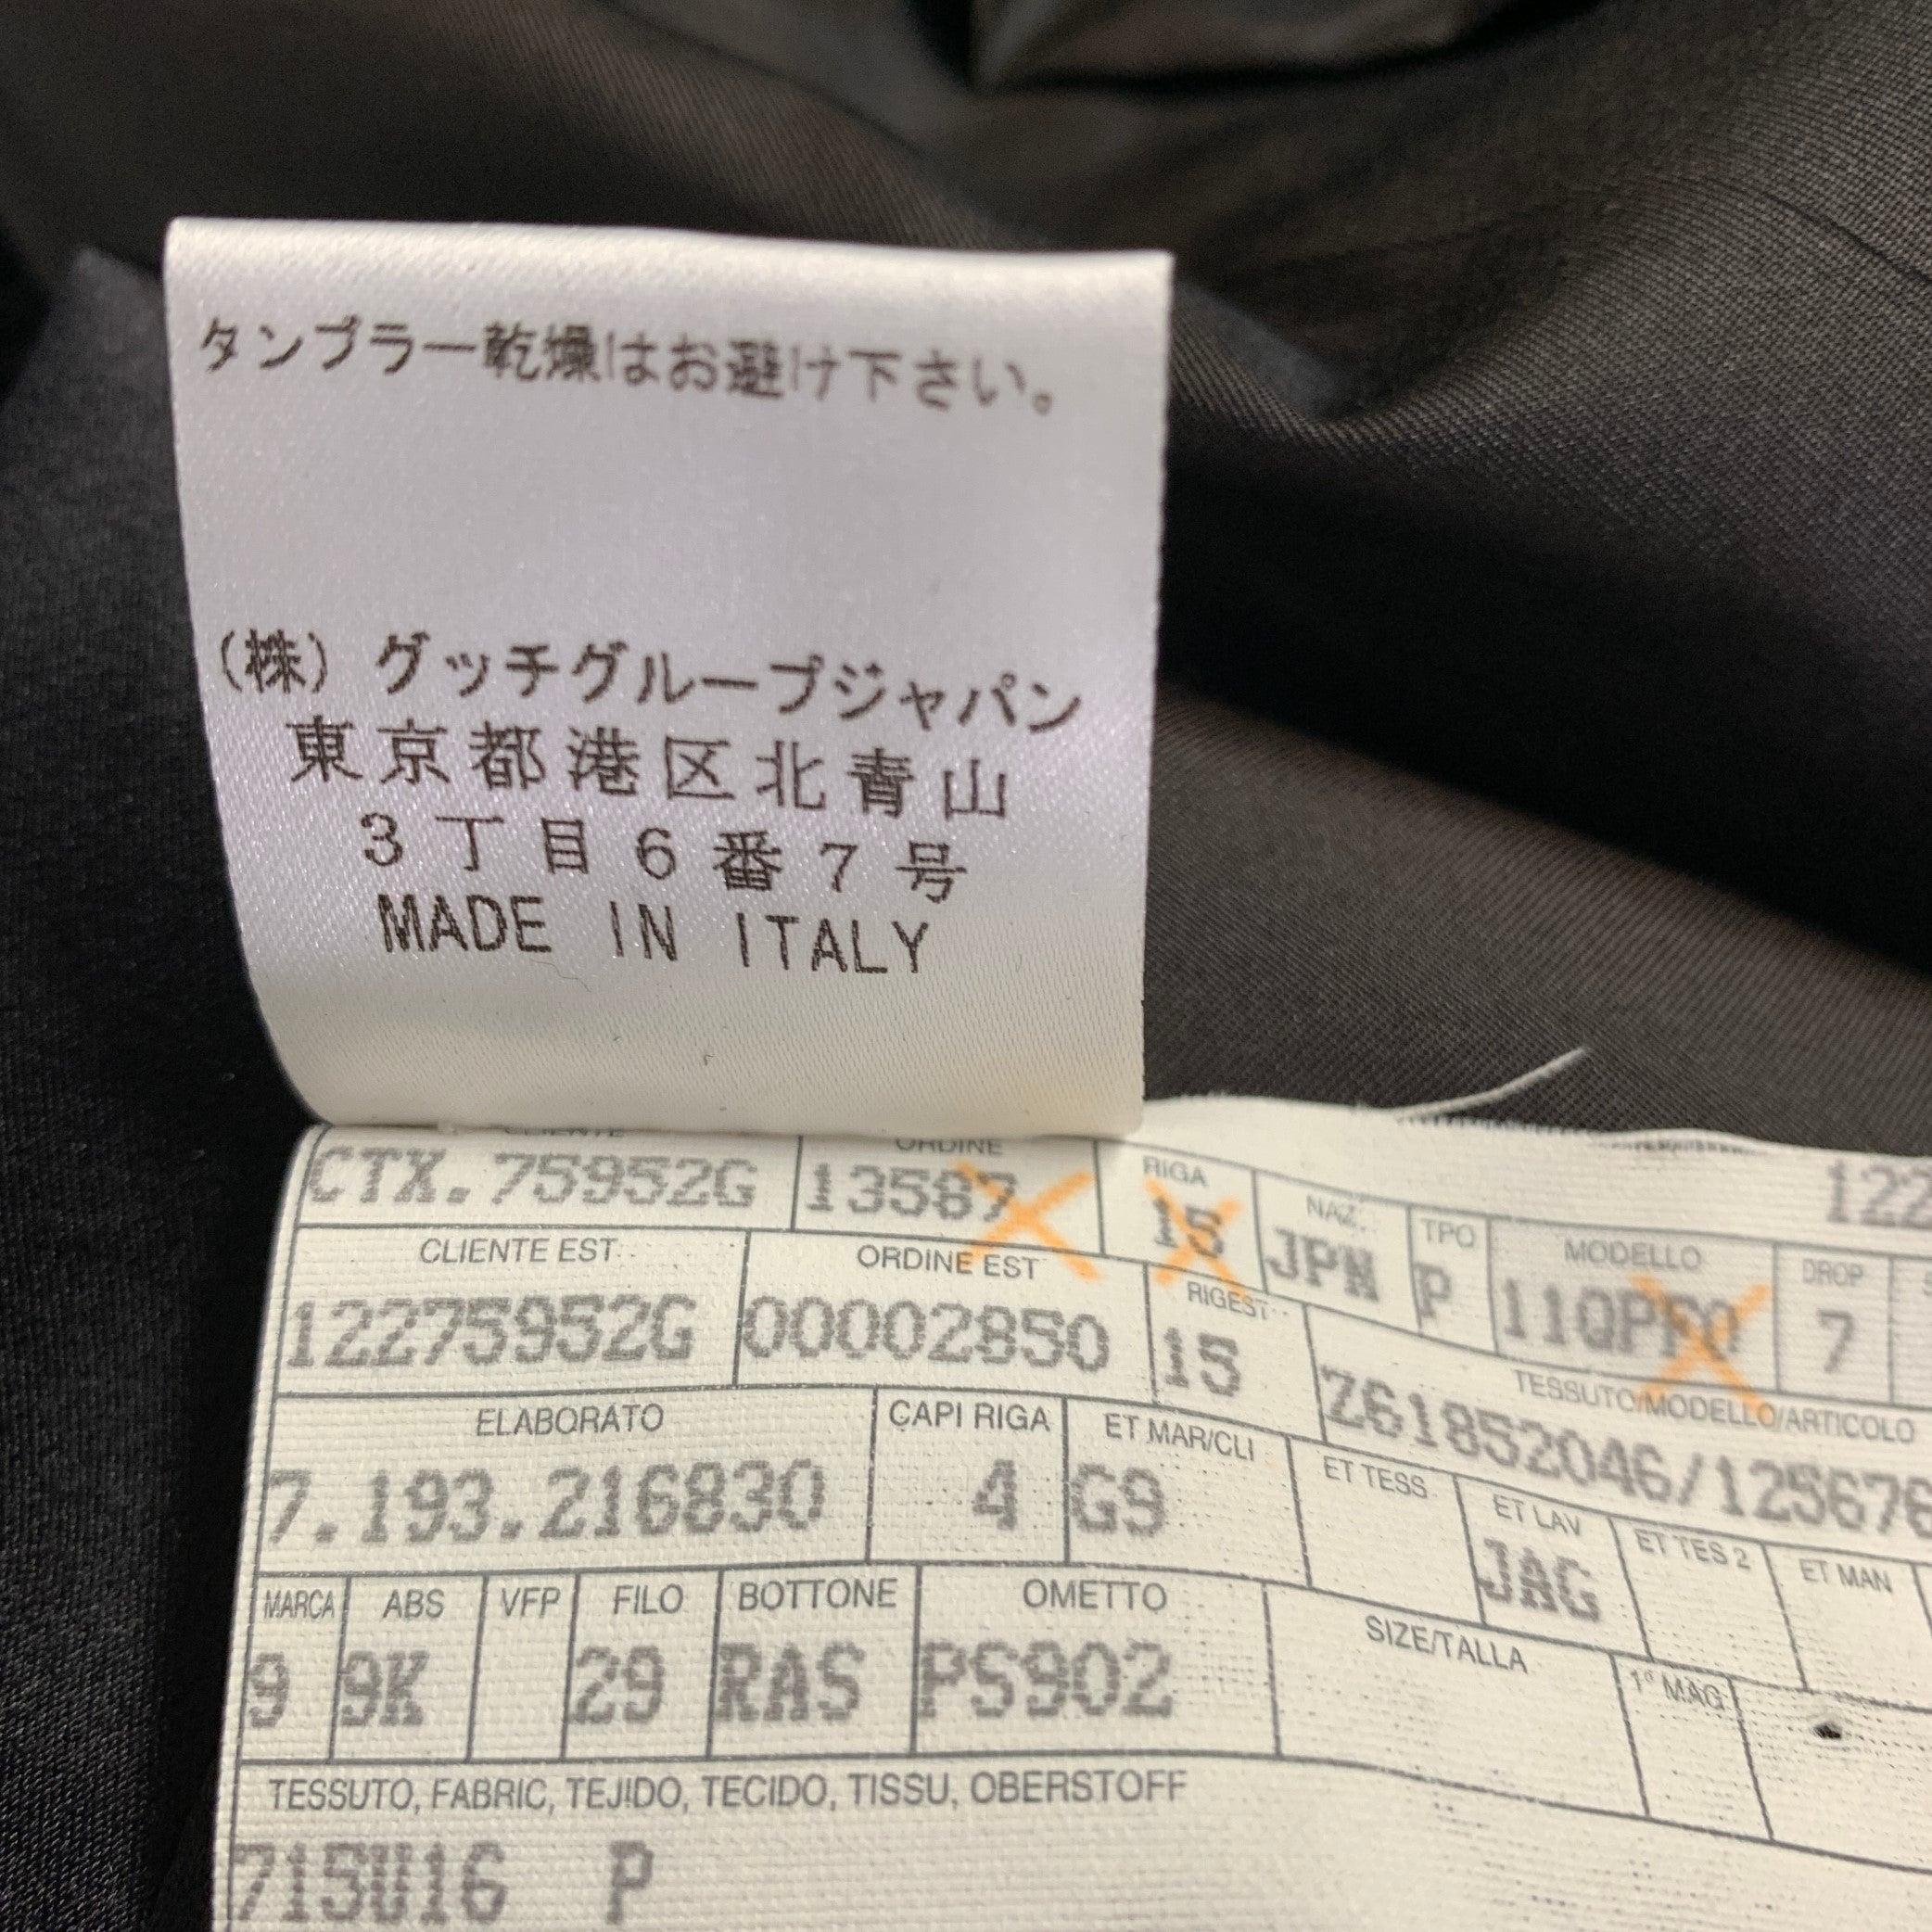 タンブラー乾燥はお避け下さい。
(株) グッチグループジャパン
東京都港区北青山
3丁目6番7号
MADE IN ITALY
CLIENTE ORDINE RIGA NAZ. TPO MODELLO DROP
CTX.75952G 13587 15 JPN P 7 122
CLIENTE EST ORDINE EST RIGEST TESSUTO/MODELLO/ARTICOLO
12275952G 00002850 15 Z61852046/125676
ELABORATO CAPI RIGA ET MAR/CLI ET TESS ET LAV ET TES 2 ET MAN
7.193.216830 4 G9 JAG
MARCA ABS VFP FILO BOTTONE OMETTO SIZE/TALLA 1° MAG
9 9K 29 RAS PS902
TESSUTO, FABRIC, TEJIDO, TECIDO, TISSU, OBERSTOFF
715U16 P